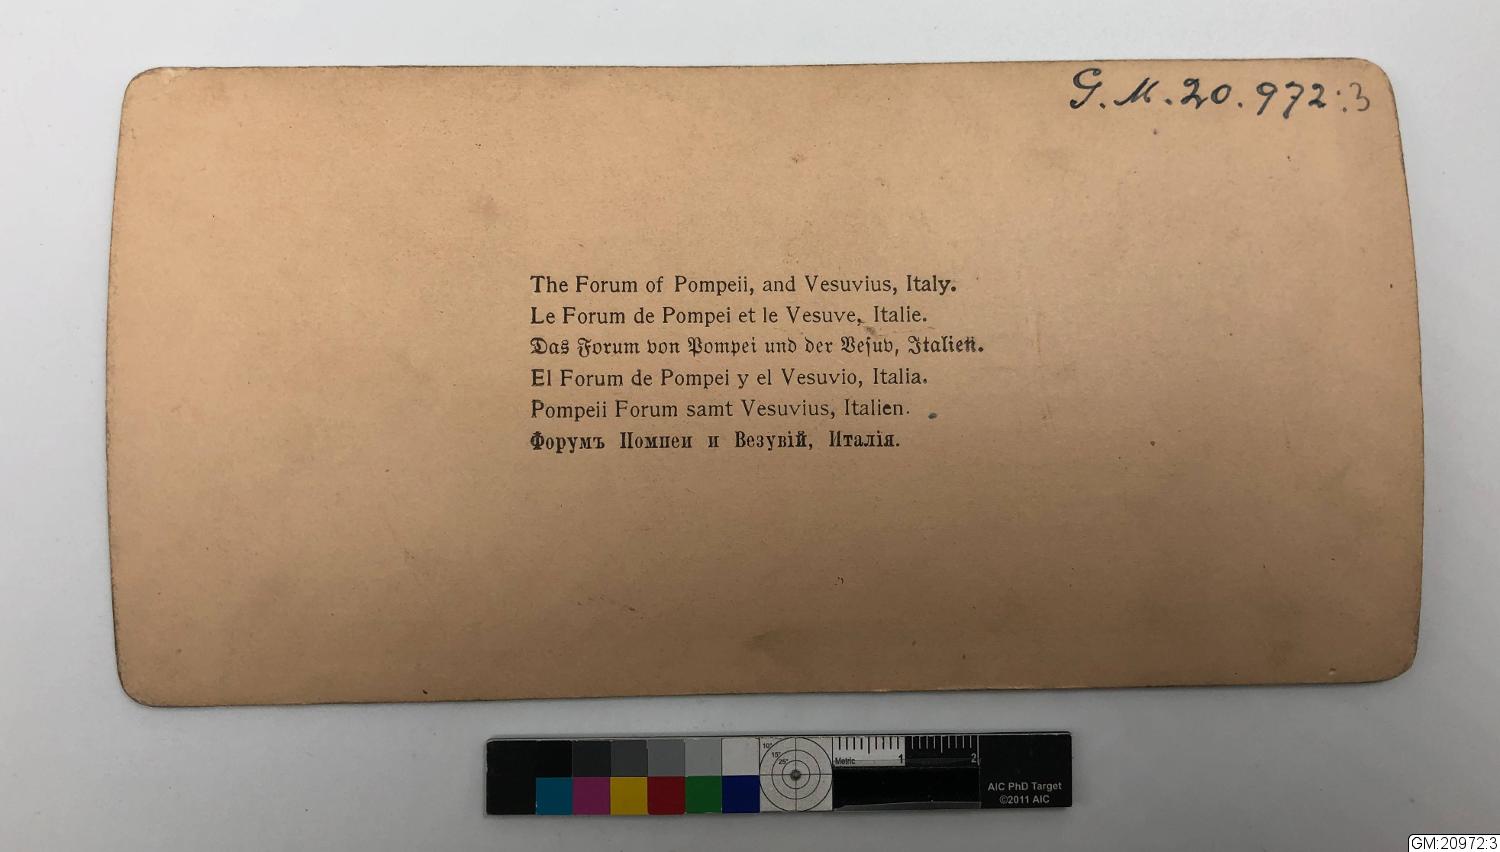 G. M. 20. 972:3
The Forum of Pompeii, and Vesuvius, Italy.
Le Forum de Pompei et le Vesuve, Italie.
Das Forum von Pompei und der Vesuv, Italien.
El Forum de Pompei y el Vesuvio, Italia.
Pompeii Forum samt Vesuvius, Italien.
Форумъ Помпеи и Везувій, Италія.
10°
15°
25°
Metric 1 2
AIC PhD Target
©2011 AIC
GM:20972:3